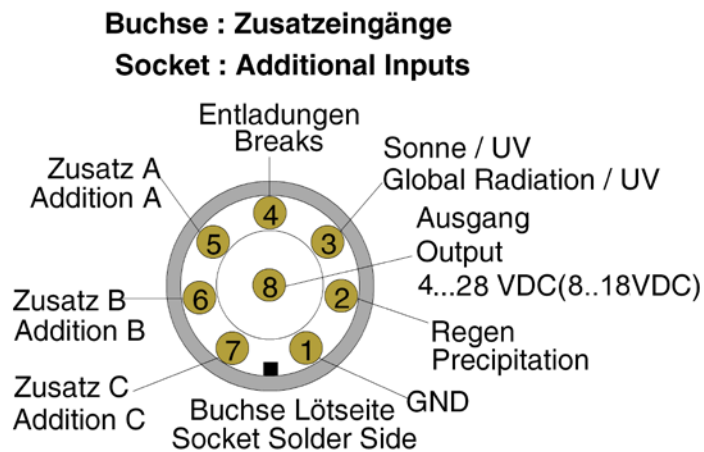 Buchse : Zusatzeingänge
Socket : Additional Inputs
Entladungen
Breaks
Sonne / UV
Global Radiation / UV
Zusatz A
Addition A
Ausgang
Output
4...28 VDC(8..18VDC)
4
5
3
8
6
2
7
1
Zusatz B
Addition B
Regen
Precipitation
Zusatz C
Addition C
GND
Buchse Lötseite
Socket Solder Side